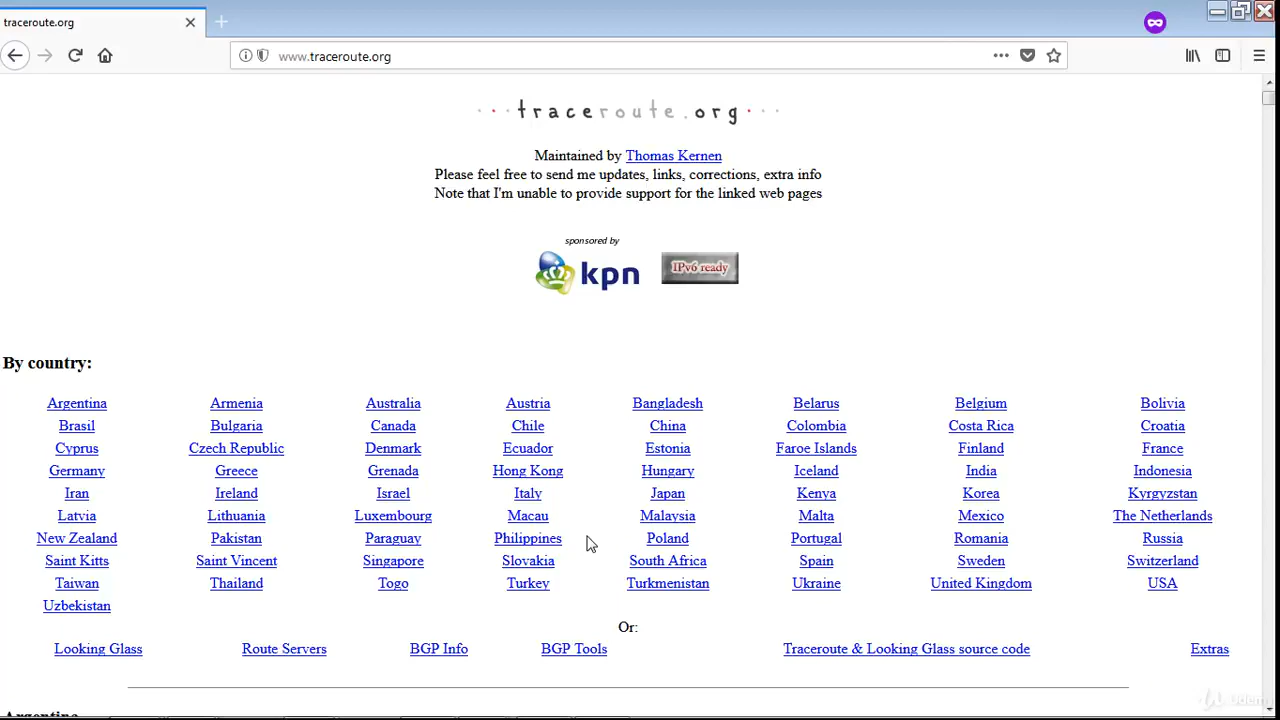 traceroute.org
www.traceroute.org
traceroute.org
Maintained by Thomas Kernen
Please feel free to send me updates, links, corrections, extra info
Note that I'm unable to provide support for the linked web pages
sponsored by
kpn IPv6 ready
By country:
Argentina Armenia Australia Austria Bangladesh Belarus Belgium Bolivia
Brasil Bulgaria Canada Chile China Colombia Costa Rica Croatia
Cyprus Czech Republic Denmark Ecuador Estonia Faroe Islands Finland France
Germany Greece Grenada Hong Kong Hungary Iceland India Indonesia
Iran Ireland Israel Italy Japan Kenya Korea Kyrgyzstan
Latvia Lithuania Luxembourg Macau Malaysia Malta Mexico The Netherlands
New Zealand Pakistan Paraguay Philippines Poland Portugal Romania Russia
Saint Kitts Saint Vincent Singapore Slovakia South Africa Spain Sweden Switzerland
Taiwan Thailand Togo Turkey Turkmenistan Ukraine United Kingdom USA
Uzbekistan
Or:
Looking Glass Route Servers BGP Info BGP Tools Traceroute & Looking Glass source code Extras
Argentina
Udemy